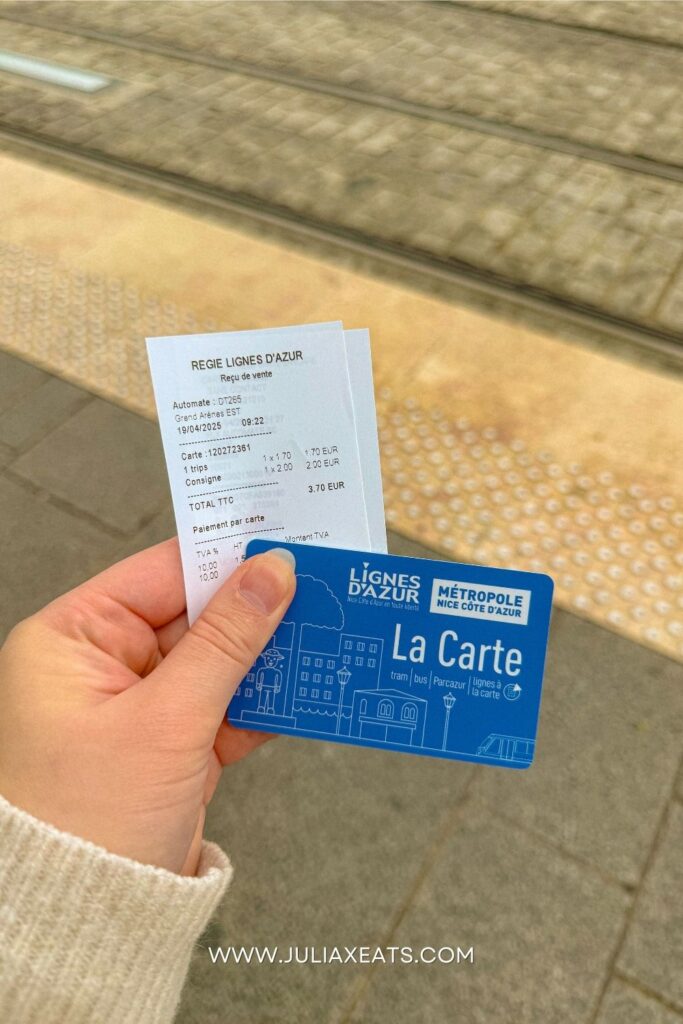 REGIE LIGNES D'AZUR
Reçu de vente
Automate : DT265
Grand Arénas EST
19/04/2025 09:22
Carte :120272361
1 trips 1 x 1.70 1.70 EUR
Consigne 1 x 2.00 2.00 EUR
TOTAL TTC 3.70 EUR
Paiement par carte
TVA % HT Montant TVA
10,00
10,00
LIGNES D'AZUR
MÉTROPOLE
NICE CÔTE D'AZUR
La Carte
tram | bus | Parcazur | lignes à la carte
WWW.JULIAXEATS.COM